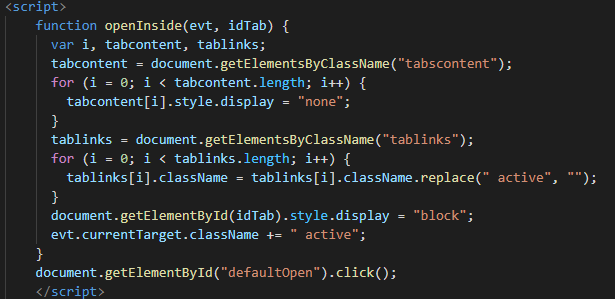 <script>
function openInside(evt, idTab) {
var i, tabcontent, tablinks;
tabcontent = document.getElementsByClassName("tabscontent");
for (i = 0; i < tabcontent.length; i++) {
tabcontent[i].style.display = "none";
}
tablinks = document.getElementsByClassName("tablinks");
for (i = 0; i < tablinks.length; i++) {
tablinks[i].className = tablinks[i].className.replace(" active", "");
}
document.getElementById(idTab).style.display = "block";
evt.currentTarget.className += " active";
}
document.getElementById("defaultOpen").click();
</script>